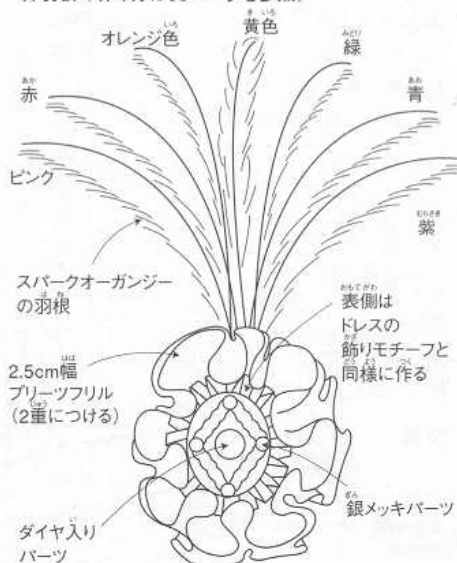 オレンジ色
黄色
緑
赤
青
ピンク
紫
スパークオーガンジー
の羽根
表側は
ドレスの
飾りモチーフと
同様に作る
2.5cm幅
プリーツフリル
(2重につける)
銀メッキパーツ
ダイヤ入り
パーツ